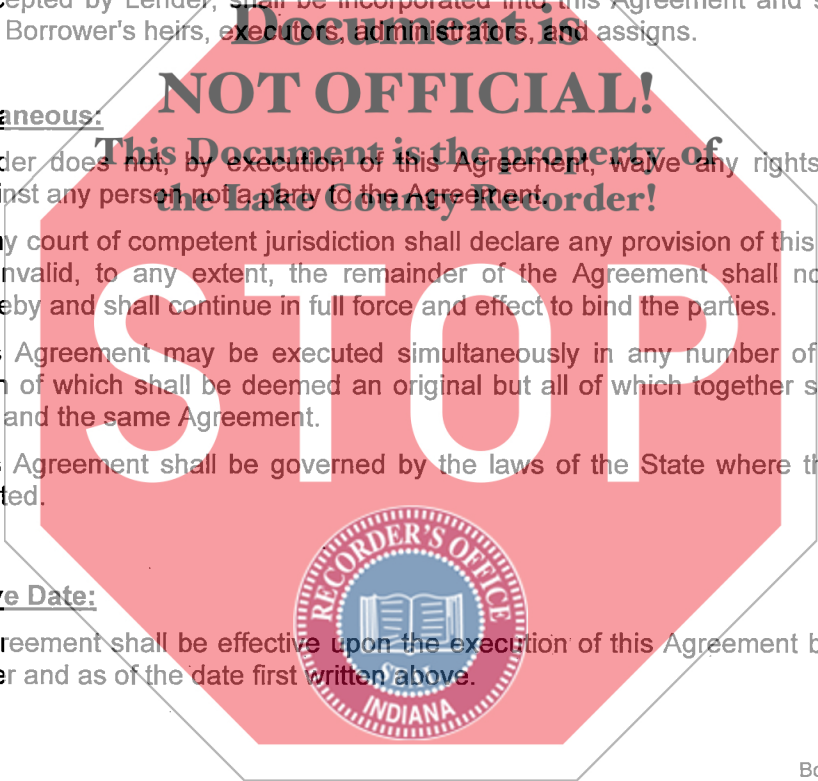 cepted by Lender, shall be incorporated into this Agreement and s
Borrower's heirs, executors, administrators, and assigns.
Document is
NOT OFFICIAL!
aneous:
This Document is the property of
der does not, by execution of this Agreement, waive any rights
inst any person not a party to the Agreement.
the Lake County Recorder!
ny court of competent jurisdiction shall declare any provision of this
nvalid, to any extent, the remainder of the Agreement shall no
eby and shall continue in full force and effect to bind the parties.
STOP
s Agreement may be executed simultaneously in any number of
h of which shall be deemed an original but all of which together s
and the same Agreement.
s Agreement shall be governed by the laws of the State where th
ted.
RECORDER'S OFFICE
SEAL
INDIANA
e Date:
reement shall be effective upon the execution of this Agreement b
er and as of the date first written above.
Bo